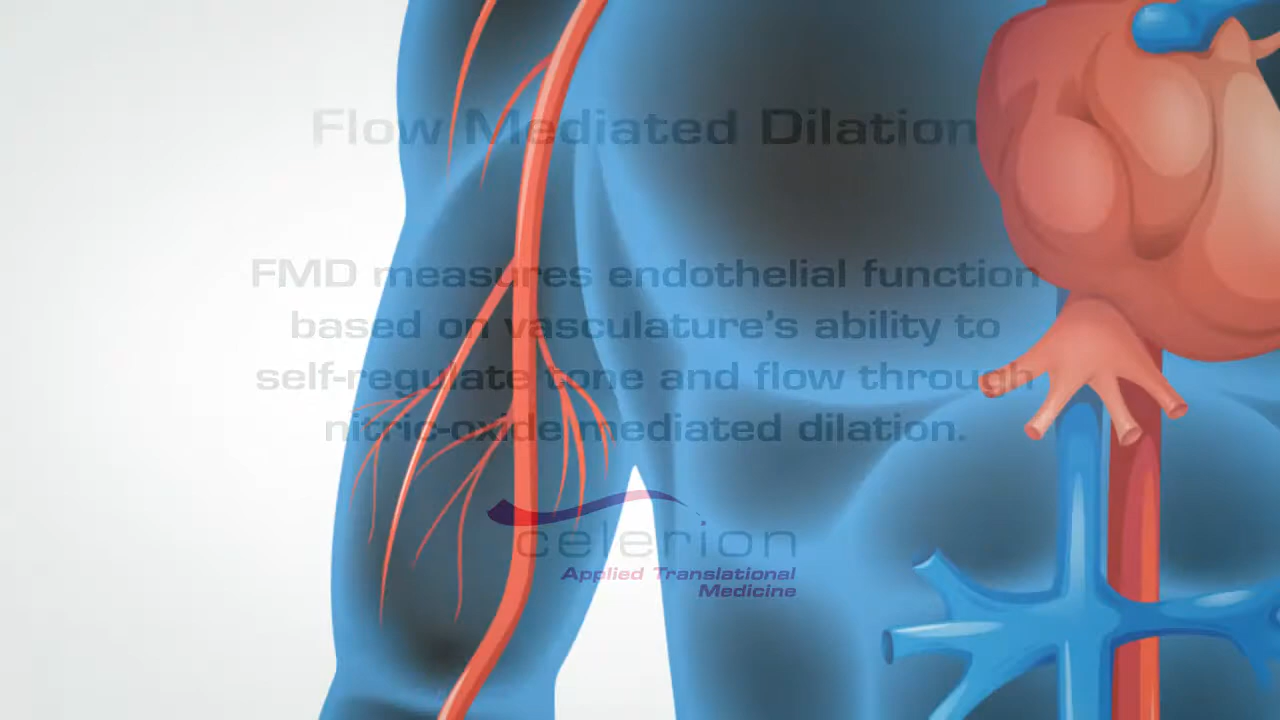 Flow Mediated Dilation
FMD measures endothelial function
based on vasculature's ability to
self-reguate tone and flow through
nitric-oxide mediated dilation.
celerion
Applied Translational
Medicine